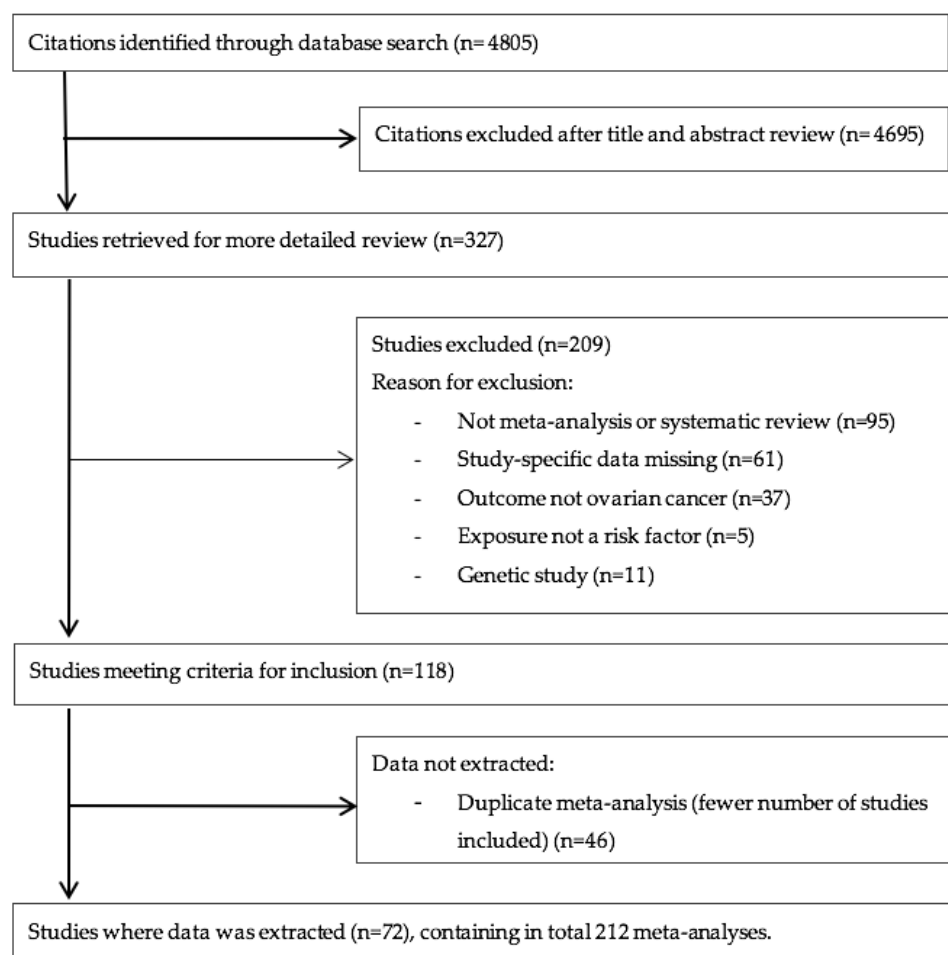 Citations identified through database search (n= 4805)
Citations excluded after title and abstract review (n= 4695)
Studies retrieved for more detailed review (n=327)
Studies excluded (n=209)
Reason for exclusion:
- Not meta-analysis or systematic review (n=95)
- Study-specific data missing (n=61)
- Outcome not ovarian cancer (n=37)
- Exposure not a risk factor (n=5)
- Genetic study (n=11)
Studies meeting criteria for inclusion (n=118)
Data not extracted:
- Duplicate meta-analysis (fewer number of studies
included) (n=46)
Studies where data was extracted (n=72), containing in total 212 meta-analyses.